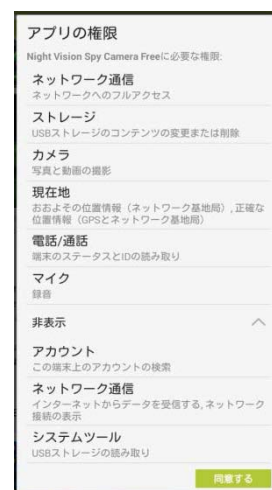 アプリの権限
Night Vision Spy Camera Freeに必要な権限:
ネットワーク通信
ネットワークへのフルアクセス
ストレージ
USBストレージのコンテンツの変更または削除
カメラ
写真と動画の撮影
現在地
おおよその位置情報（ネットワーク基地局）, 正確な
位置情報（GPSとネットワーク基地局）
電話/通話
端末のステータスとIDの読み取り
マイク
録音
非表示
アカウント
この端末上のアカウントの検索
ネットワーク通信
インターネットからデータを受信する, ネットワーク
接続の表示
システムツール
USBストレージの読み取り
同意する